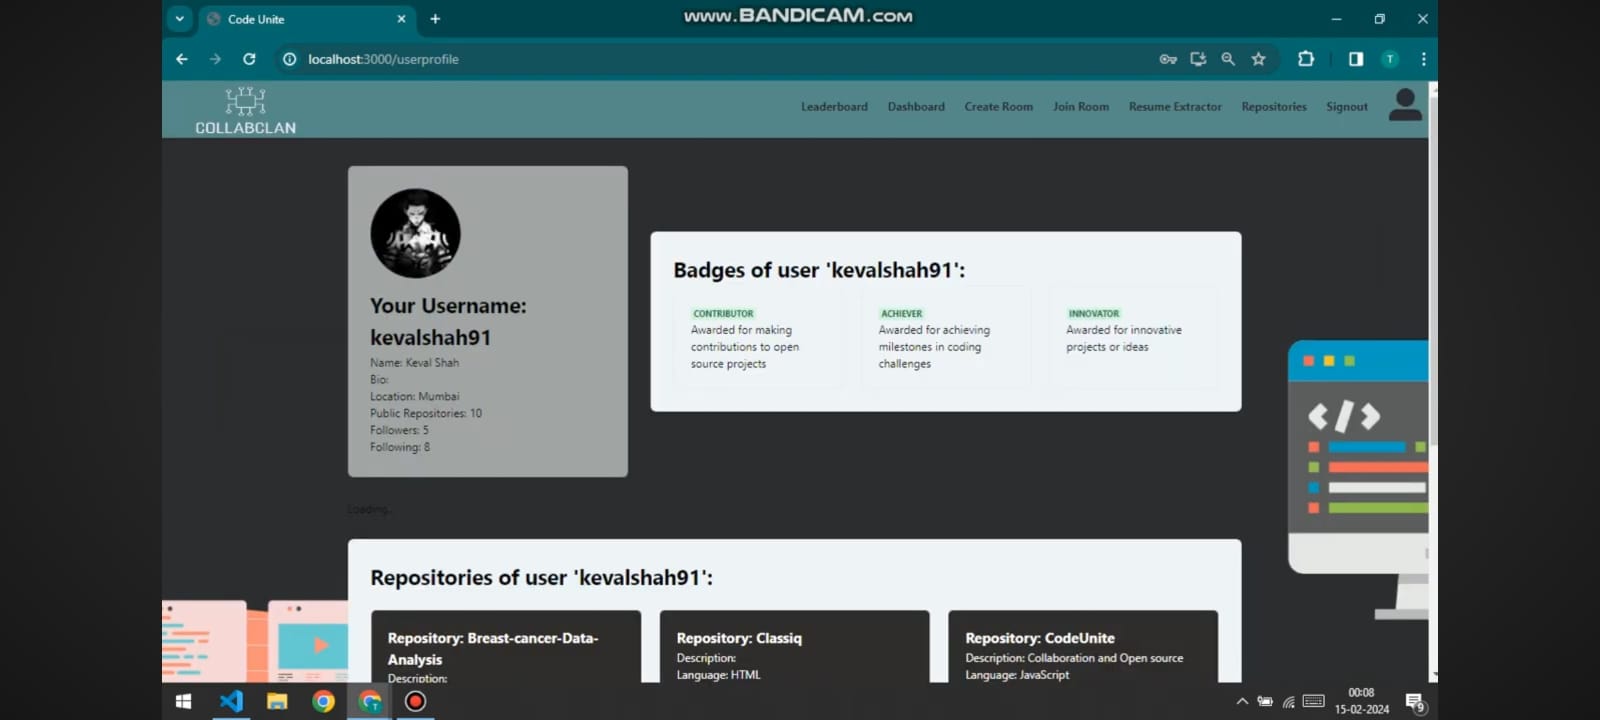 Code Unite
www.BANDICAM.com
localhost:3000/userprofile
T
COLLABCLAN
Leaderboard Dashboard Create Room Join Room Resume Extractor Repositories Signout
Your Username:
kevalshah91
Name: Keval Shah
Bio:
Location: Mumbai
Public Repositories: 10
Followers: 5
Following: 8
Badges of user 'kevalshah91':
CONTRIBUTOR
Awarded for making
contributions to open
source projects
ACHIEVER
Awarded for achieving
milestones in coding
challenges
INNOVATOR
Awarded for innovative
projects or ideas
</>
Loading...
Repositories of user 'kevalshah91':
Repository: Breast-cancer-Data-
Analysis
Description:
Repository: Classiq
Description:
Language: HTML
Repository: CodeUnite
Description: Collaboration and Open source
Language: JavaScript
T
00:08
15-02-2024
9